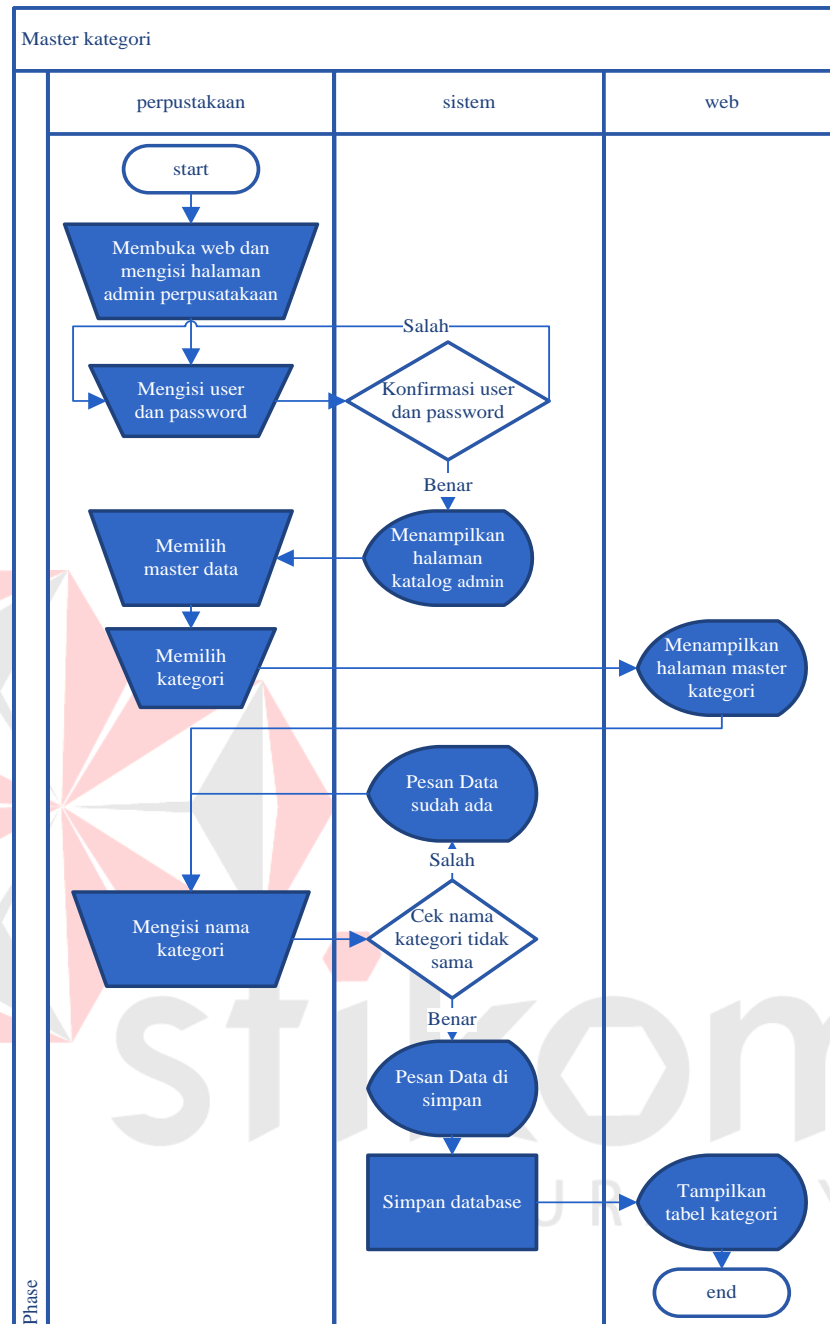 Master kategori
perpustakaan
sistem
web
start
Membuka web dan
mengisi halaman
admin perpusatakaan
Salah
Mengisi user
dan password
Konfirmasi user
dan password
Benar
Memilih
master data
Menampilkan
halaman
katalog admin
Memilih
kategori
Menampilkan
halaman master
kategori
Pesan Data
sudah ada
Salah
Mengisi nama
kategori
Cek nama
kategori tidak
sama
Benar
Pesan Data di
simpan
Simpan database
Tampilkan
tabel kategori
end
Phase
stikom
UR Y